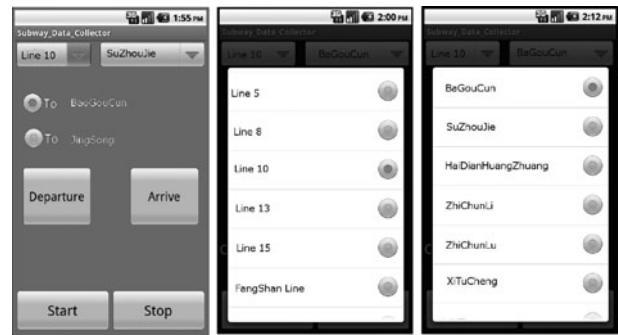 1:55 PM
Subway_Data_Collector
Line 10
SuZhouJie
To BaoGouCun
To JingSong
Departure
Arrive
Start
Stop
2:00 PM
Subway_Data_Collector
Line 10
BaGouCun
Line 5
Line 8
Line 10
Line 13
Line 15
FangShan Line
2:12 PM
Subway_Data_Collector
Line 10
BaGouCun
BaGouCun
SuZhouJie
HaiDianHuangZhuang
ZhiChunLi
ZhiChunLu
XiTuCheng